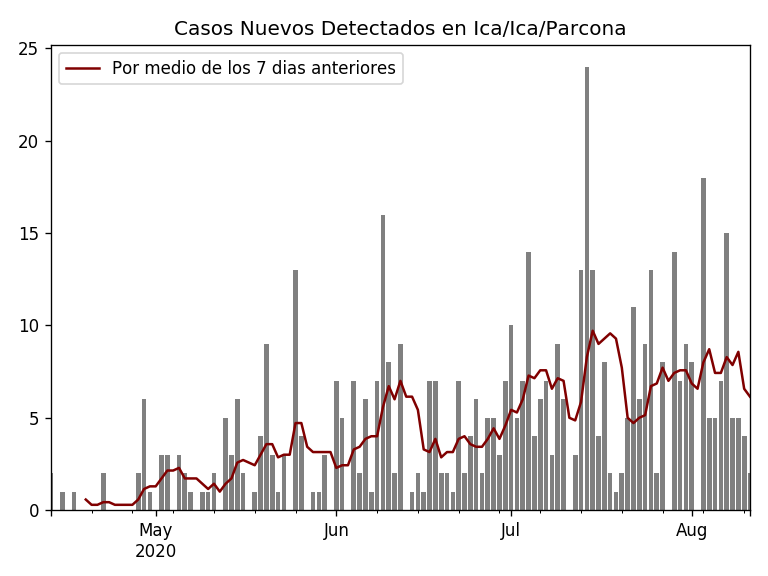 Casos Nuevos Detectados en Ica/Ica/Parcona
Por medio de los 7 dias anteriores
25
20
15
10
5
0
May Jun Jul Aug
2020